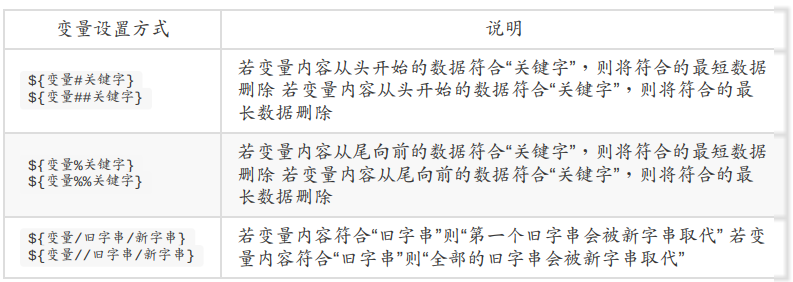 变量设置方式
说明
${变量#关键字}
${变量##关键字}
若变量内容从头开始的数据符合“关键字”，则将符合的最短数据
删除 若变量内容从头开始的数据符合“关键字”，则将符合的最
长数据删除
${变量%关键字}
${变量%%关键字}
若变量内容从尾向前的数据符合“关键字”，则将符合的最短数据
删除 若变量内容从尾向前的数据符合“关键字”，则将符合的最
长数据删除
${变量/旧字串/新字串}
${变量//旧字串/新字串}
若变量内容符合“旧字串”则“第一个旧字串会被新字串取代” 若变
量内容符合“旧字串”则“全部的旧字串会被新字串取代”